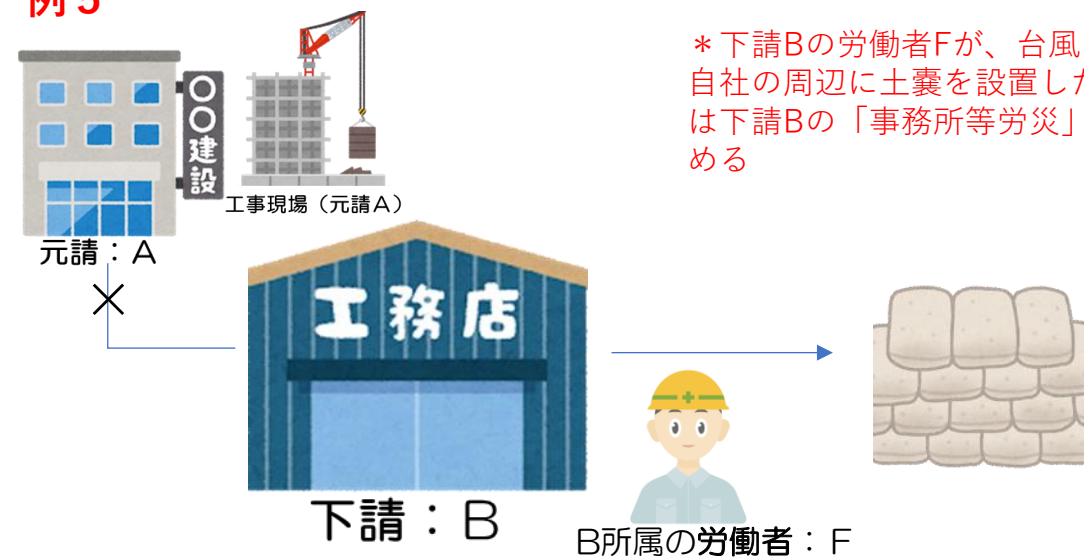 例５
＊下請Bの労働者Fが、台風
自社の周辺に土嚢を設置した
は下請Bの「事務所等労災」
める
〇〇建設
工事現場（元請Ａ）
元請：Ａ
工務店
下請：Ｂ
B所属の労働者：Ｆ